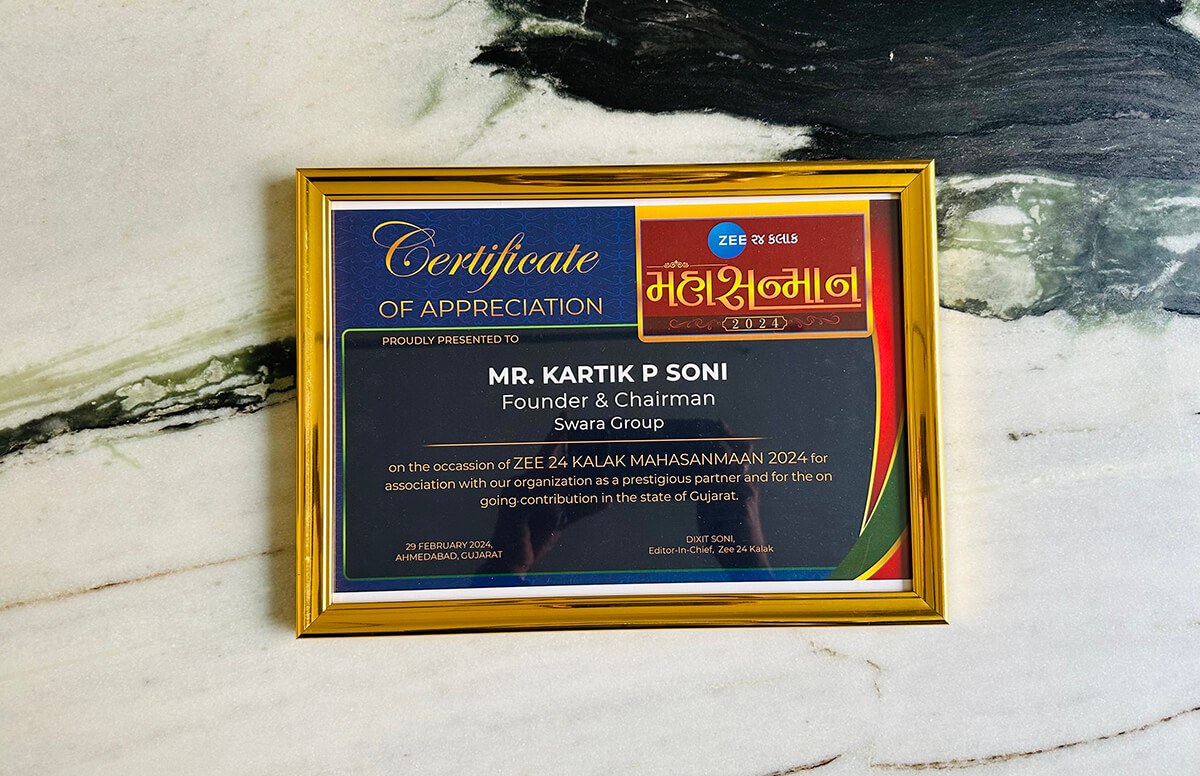 Certificate
OF APPRECIATION
ZEE ૨૪ કલાક
મહાસન્માન
2024
PROUDLY PRESENTED TO
MR. KARTIK P SONI
Founder & Chairman
Swara Group
on the occassion of ZEE 24 KALAK MAHASANMAAN 2024 for
association with our organization as a prestigious partner and for the on
going contribution in the state of Gujarat.
29 FEBRUARY 2024,
AHMEDABAD, GUJARAT
DIXIT SONI,
Editor-In-Chief, Zee 24 Kalak